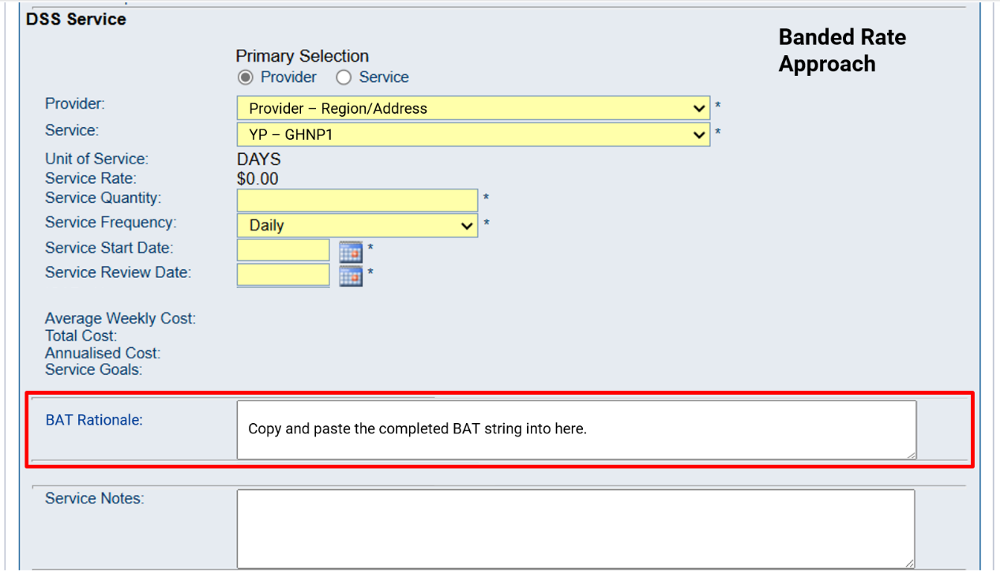 DSS Service
Banded Rate
Approach
Primary Selection
Provider Service
Provider: Provider – Region/Address *
Service: YP – GHNP1 *
Unit of Service: DAYS
Service Rate: $0.00
Service Quantity: *
Service Frequency: Daily *
Service Start Date: *
Service Review Date: *
Average Weekly Cost:
Total Cost:
Annualised Cost:
Service Goals:
BAT Rationale: Copy and paste the completed BAT string into here.
Service Notes: